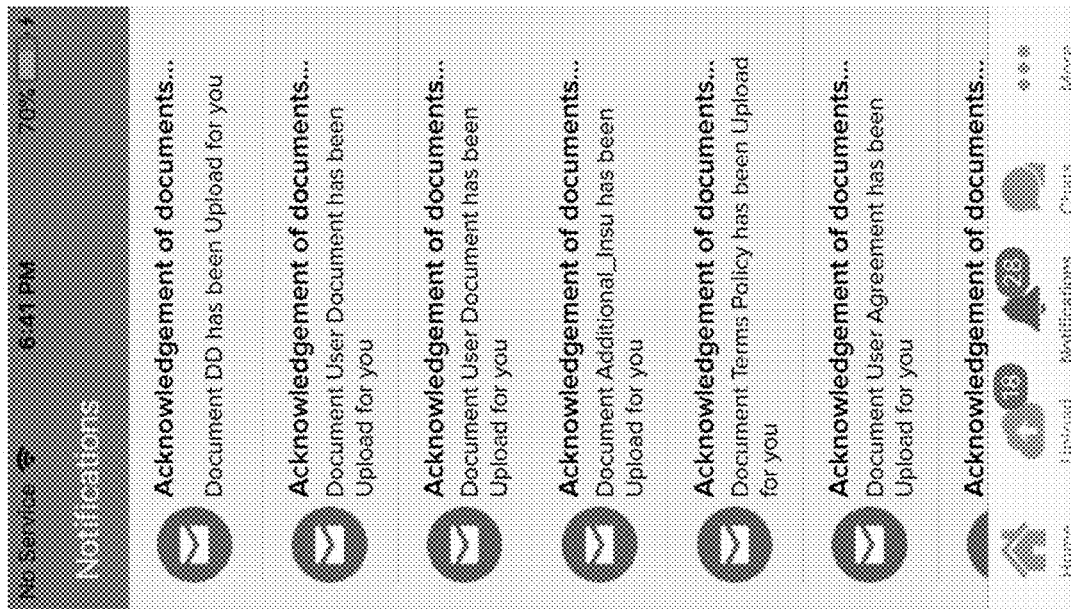 No Service 6:41 PM 70%
Notifications
Acknowledgement of documents...
Document DD has been Upload for you
Acknowledgement of documents...
Document User Document has been
Upload for you
Acknowledgement of documents...
Document User Document has been
Upload for you
Acknowledgement of documents...
Document Additional_Insu has been
Upload for you
Acknowledgement of documents...
Document Terms Policy has been Upload
for you
Acknowledgement of documents...
Document User Agreement has been
Upload for you
Acknowledgement of documents...
Home Upload Notifications Chats More